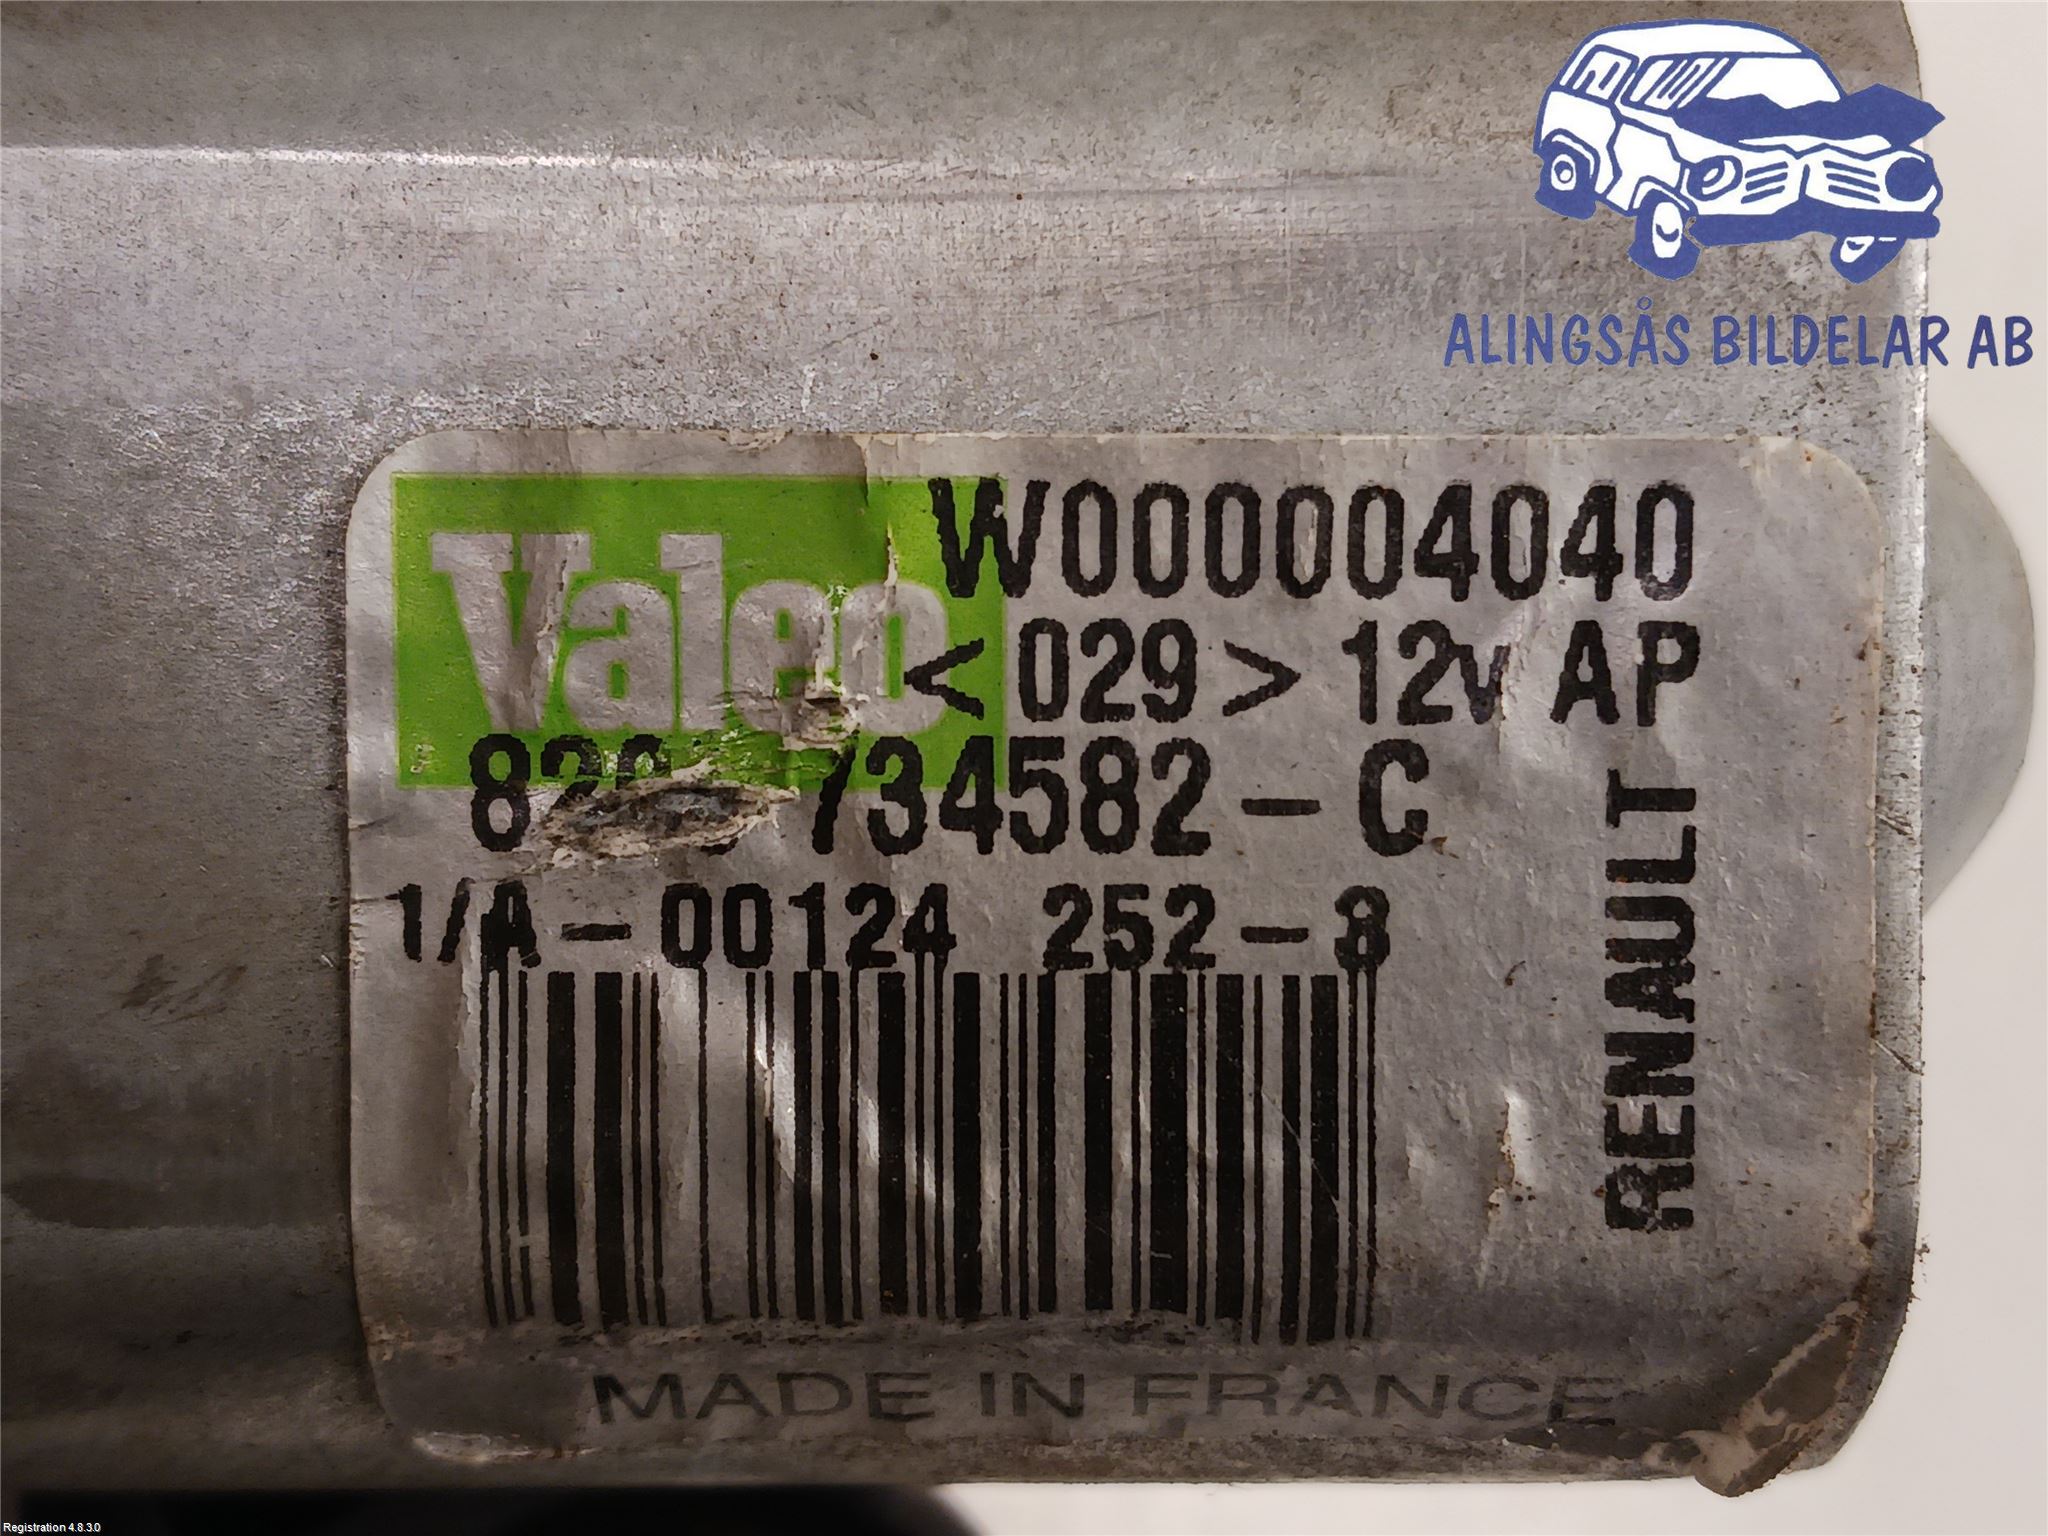 ALINGSÅS BILDELAR AB
Valeo
W000004040
<029> 12v AP
734582-C
1/A-00124 252-3
RENAULT
MADE IN FRANCE
Registration 4.8.3.0